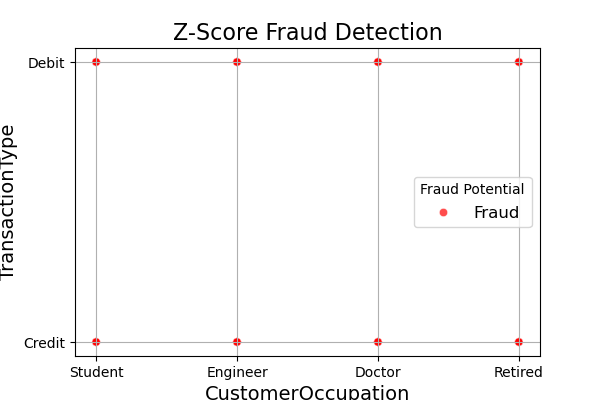 Z-Score Fraud Detection
TransactionType
Debit
Credit
Fraud Potential
Fraud
Student Engineer Doctor Retired
CustomerOccupation